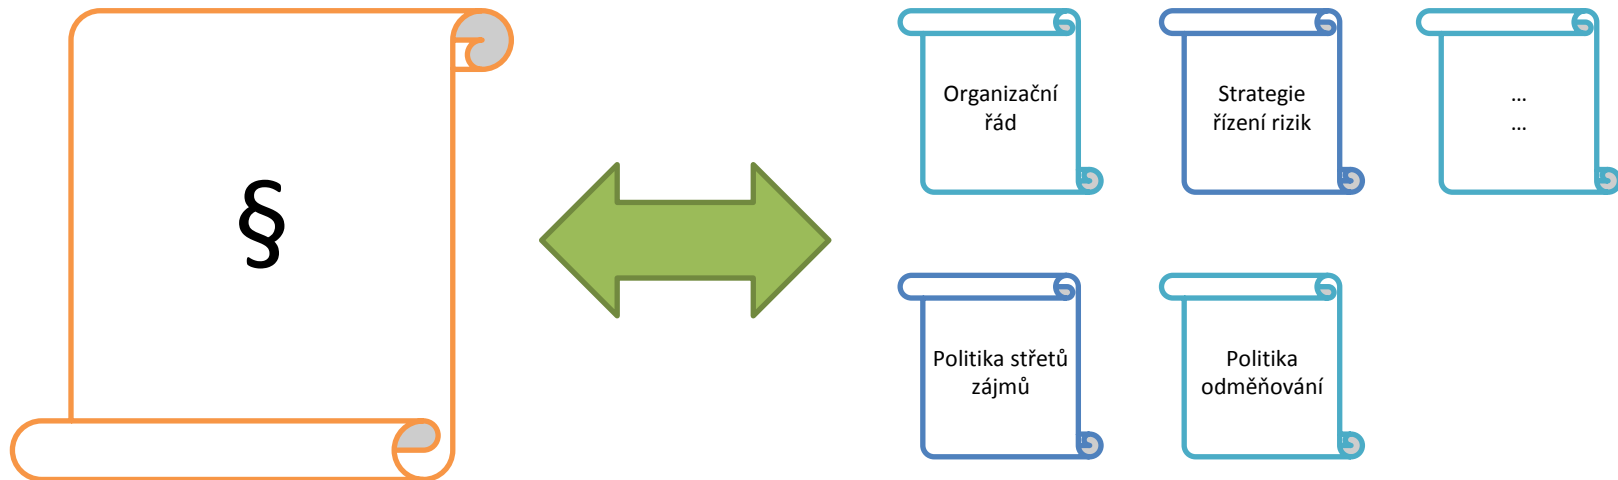 §
Organizační
řád
Strategie
řízení rizik
...
...
Politika střetů
zájmů
Politika
odměňování